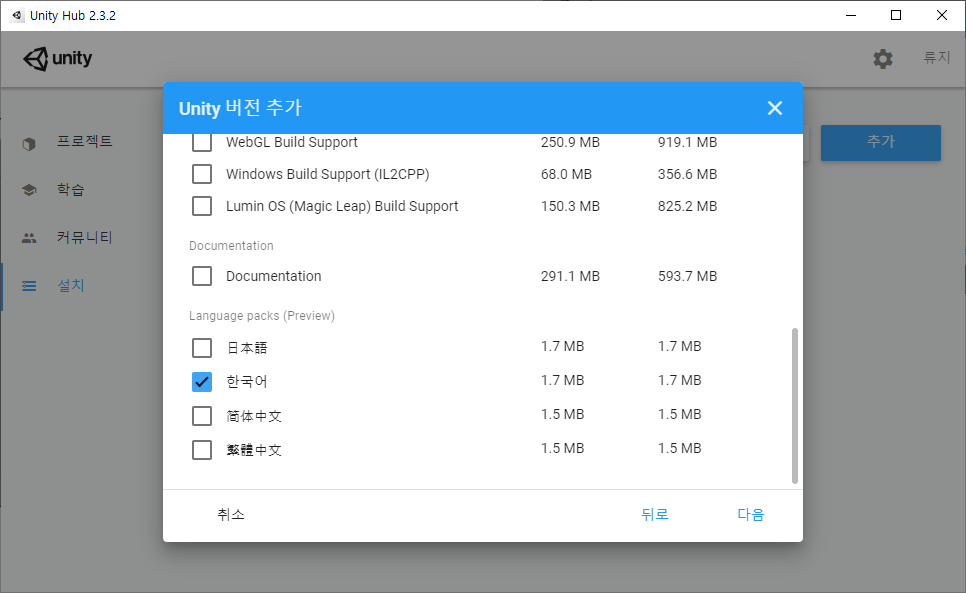 Unity Hub 2.3.2
unity
류지
Unity 버전 추가
프로젝트
학습
커뮤니티
설치
추가
WebGL Build Support 250.9 MB 919.1 MB
Windows Build Support (IL2CPP) 68.0 MB 356.6 MB
Lumin OS (Magic Leap) Build Support 150.3 MB 825.2 MB
Documentation
Documentation 291.1 MB 593.7 MB
Language packs (Preview)
日本語 1.7 MB 1.7 MB
한국어 1.7 MB 1.7 MB
简体中文 1.5 MB 1.5 MB
繁體中文 1.5 MB 1.5 MB
취소 뒤로 다음